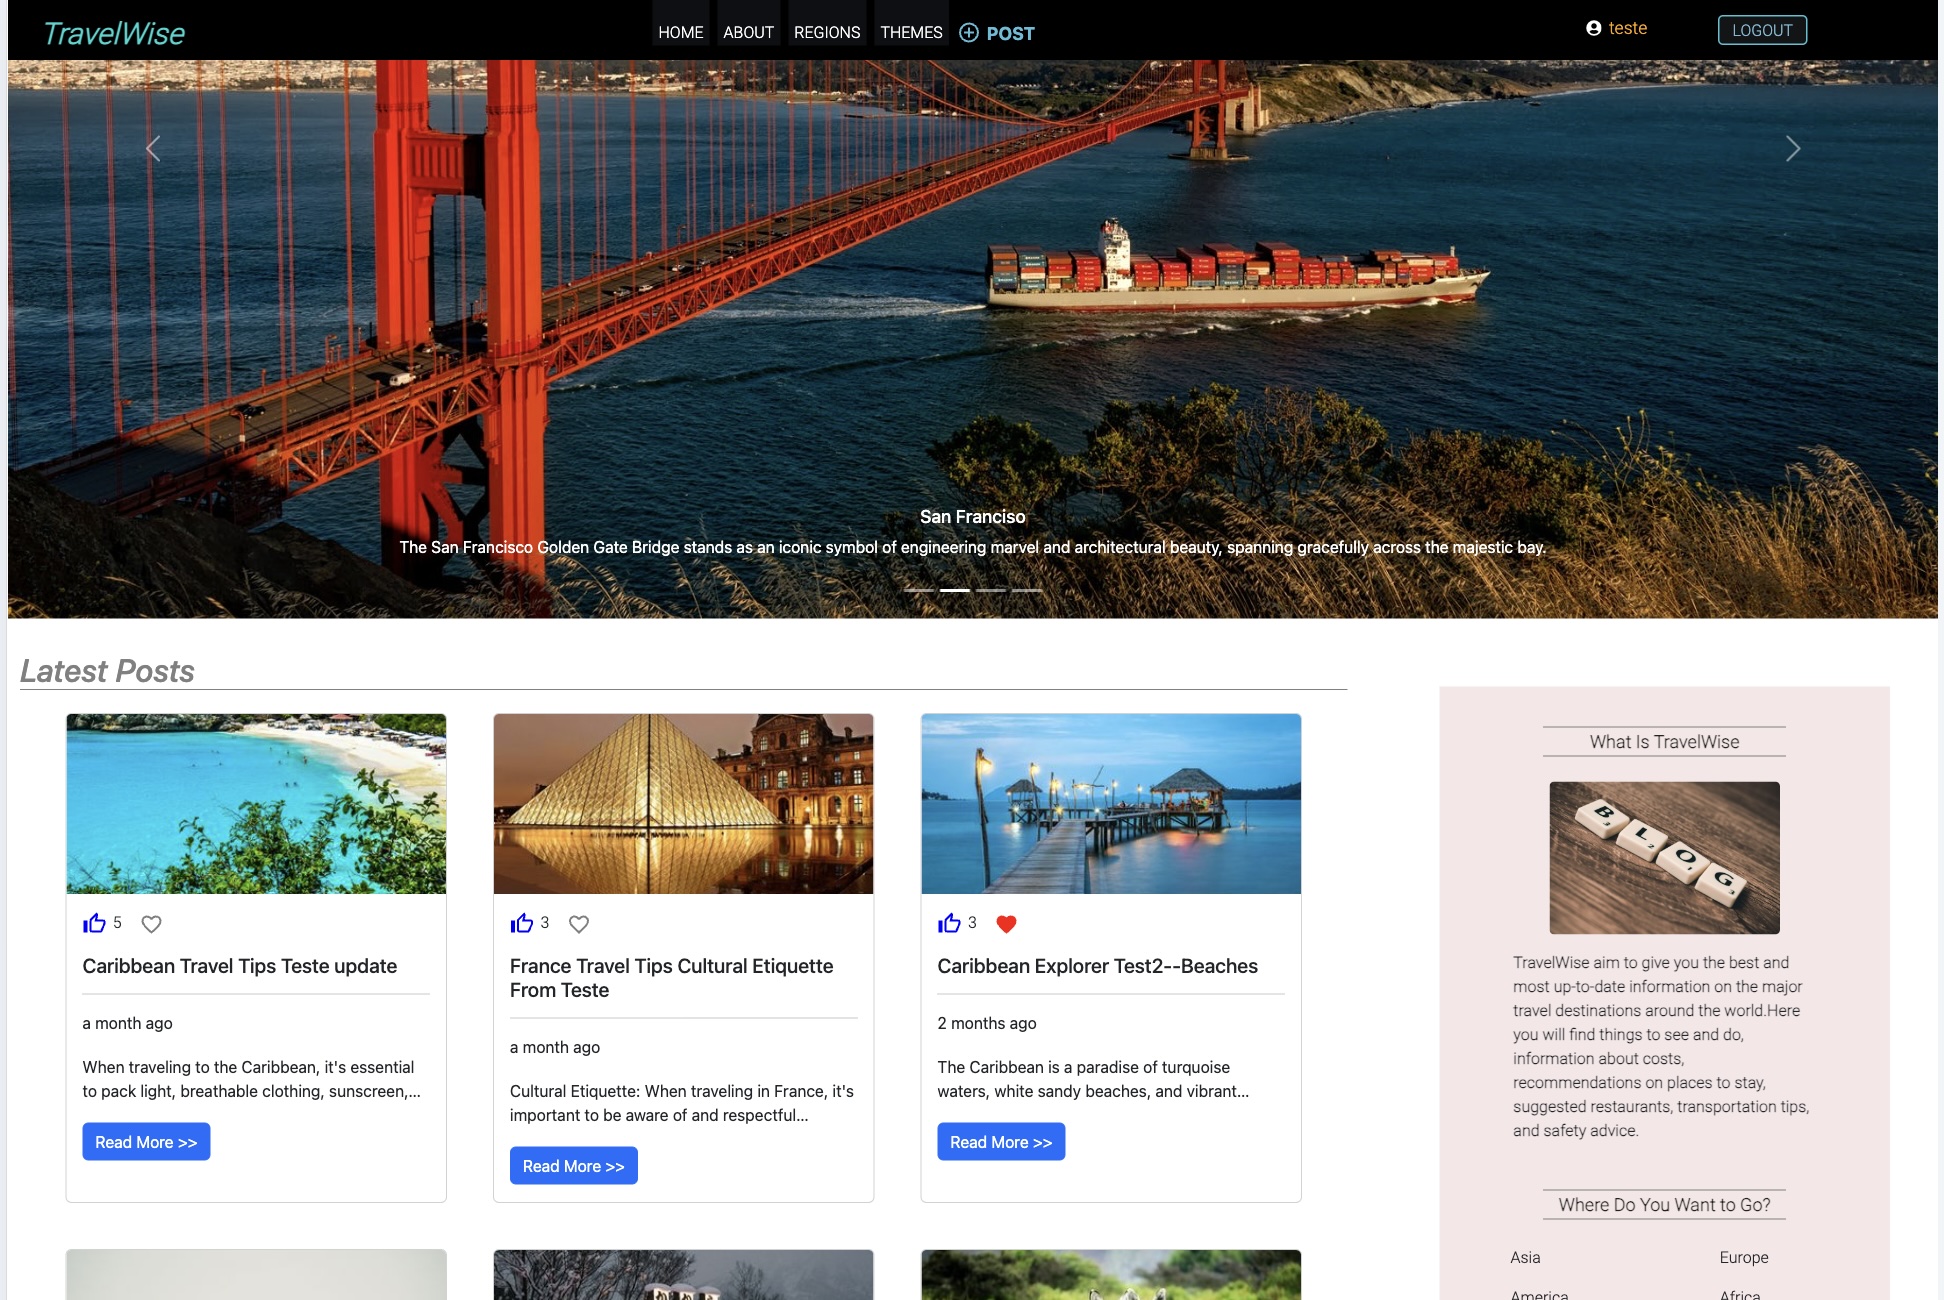 TravelWise
HOME ABOUT REGIONS THEMES POST
teste
LOGOUT
San Franciso
The San Francisco Golden Gate Bridge stands as an iconic symbol of engineering marvel and architectural beauty, spanning gracefully across the majestic bay.
Latest Posts
5
Caribbean Travel Tips Teste update
a month ago
When traveling to the Caribbean, it's essential
to pack light, breathable clothing, sunscreen,...
Read More >>
3
France Travel Tips Cultural Etiquette
From Teste
a month ago
Cultural Etiquette: When traveling in France, it's
important to be aware of and respectful...
Read More >>
3
Caribbean Explorer Test2--Beaches
2 months ago
The Caribbean is a paradise of turquoise
waters, white sandy beaches, and vibrant...
Read More >>
What Is TravelWise
BLOG
TravelWise aim to give you the best and
most up-to-date information on the major
travel destinations around the world.Here
you will find things to see and do,
information about costs,
recommendations on places to stay,
suggested restaurants, transportation tips,
and safety advice.
Where Do You Want to Go?
Asia Europe
America Africa